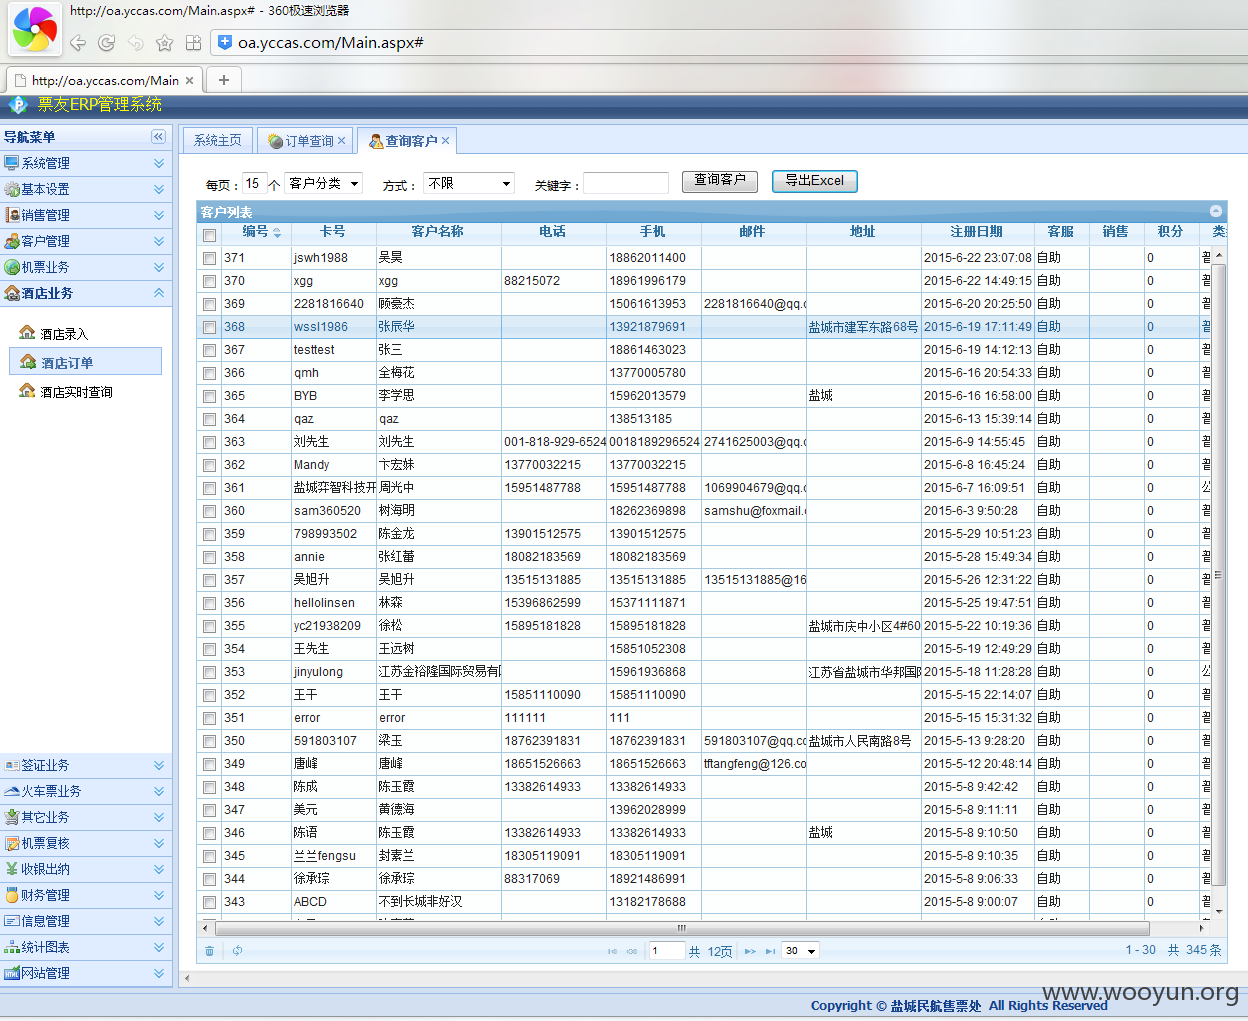 http://oa.yccas.com/Main.aspx# - 360极速浏览器
oa.yccas.com/Main.aspx#
http://oa.yccas.com/Main
票友ERP管理系统
导航菜单
系统管理
基本设置
销售管理
客户管理
机票业务
酒店业务
酒店录入
酒店订单
酒店实时查询
签证业务
火车票业务
其它业务
机票复核
收银出纳
财务管理
信息管理
统计图表
网站管理
系统主页 订单查询 查询客户
每页： 15 个 客户分类 方式： 不限 关键字： 查询客户 导出Excel
客户列表
编号 卡号 客户名称 电话 手机 邮件 地址 注册日期 客服 销售 积分 类
371 jswh1988 吴昊 18862011400 2015-6-22 23:07:08 自助 0 普
370 xgg xgg 88215072 18961996179 2015-6-22 14:49:15 自助 0 普
369 2281816640 顾豪杰 15061613953 2281816640@qq.c 2015-6-20 20:25:50 自助 0 普
368 wssl1986 张辰华 13921879691 盐城市建军东路68号 2015-6-19 17:11:49 自助 0 普
367 testtest 张三 18861463023 2015-6-19 14:12:13 自助 0 普
366 qmh 全梅花 13770005780 2015-6-16 20:54:33 自助 0 普
365 BYB 李学思 15962013579 盐城 2015-6-16 16:58:00 自助 0 普
364 qaz qaz 138513185 2015-6-13 15:39:14 自助 0 普
363 刘先生 刘先生 001-818-929-6524 0018189296524 2741625003@qq.c 2015-6-9 14:55:45 自助 0 普
362 Mandy 卞宏妹 13770032215 13770032215 2015-6-8 16:45:24 自助 0 普
361 盐城弈智科技开 周光中 15951487788 15951487788 1069904679@qq.c 2015-6-7 16:09:51 自助 0 公
360 sam360520 树海明 18262369898 samshu@foxmail.c 2015-6-3 9:50:28 自助 0 普
359 798993502 陈金龙 13901512575 13901512575 2015-5-29 10:51:23 自助 0 普
358 annie 张红蕾 18082183569 18082183569 2015-5-28 15:49:34 自助 0 普
357 吴旭升 吴旭升 13515131885 13515131885 13515131885@16 2015-5-26 12:31:22 自助 0 普
356 hellolinsen 林森 15396862599 15371111871 2015-5-25 19:47:51 自助 0 普
355 yc21938209 徐松 15895181828 15895181828 盐城市庆中小区4#60 2015-5-22 10:19:36 自助 0 普
354 王先生 王远树 15851052308 2015-5-19 12:49:29 自助 0 普
353 jinyulong 江苏金裕隆国际贸易有限 15961936868 江苏省盐城市华邦国际 2015-5-18 11:28:28 自助 0 公
352 王干 王干 15851110090 15851110090 2015-5-15 22:14:07 自助 0 普
351 error error 111111 111 2015-5-15 15:31:32 自助 0 普
350 591803107 梁玉 18762391831 18762391831 591803107@qq.co 盐城市人民南路8号 2015-5-13 9:28:20 自助 0 普
349 唐峰 唐峰 18651526663 18651526663 tftangfeng@126.co 2015-5-12 20:48:14 自助 0 普
348 陈成 陈玉霞 13382614933 13382614933 2015-5-8 9:42:42 自助 0 普
347 美元 黄德海 13962028999 2015-5-8 9:11:11 自助 0 普
346 陈语 陈玉霞 13382614933 13382614933 盐城 2015-5-8 9:10:50 自助 0 普
345 兰兰fengsu 封素兰 18305119091 18305119091 2015-5-8 9:10:35 自助 0 普
344 徐承琮 徐承琮 88317069 18921486991 2015-5-8 9:06:33 自助 0 普
343 ABCD 不到长城非好汉 13182178688 2015-5-8 9:00:07 自助 0 普
1 共 12页 30 1 - 30 共 345 条
Copyright © 盐城民航售票处 All Rights Reserved
www.wooyun.org